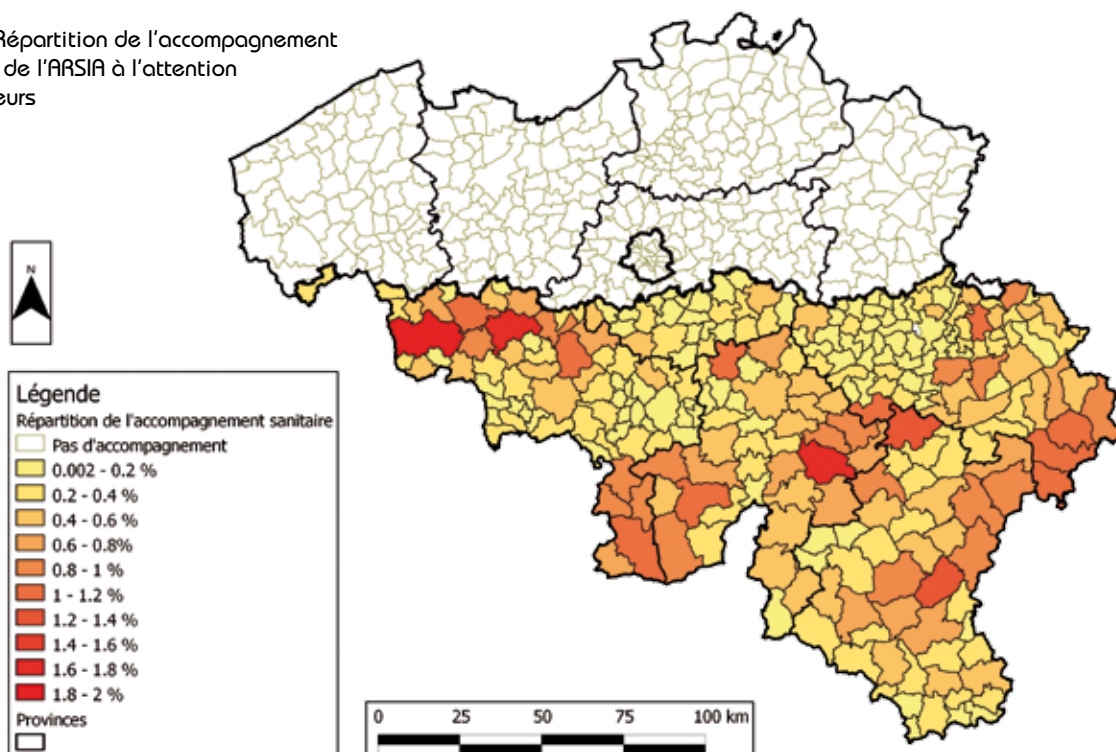 Répartition de l'accompagnement
de l'ARSIA à l'attention
eurs
N
Légende
Répartition de l'accompagnement sanitaire
Pas d'accompagnement
0.002 - 0.2 %
0.2 - 0.4 %
0.4 - 0.6 %
0.6 - 0.8%
0.8 - 1 %
1 - 1.2 %
1.2 - 1.4 %
1.4 - 1.6 %
1.6 - 1.8 %
1.8 - 2 %
Provinces
0 25 50 75 100 km